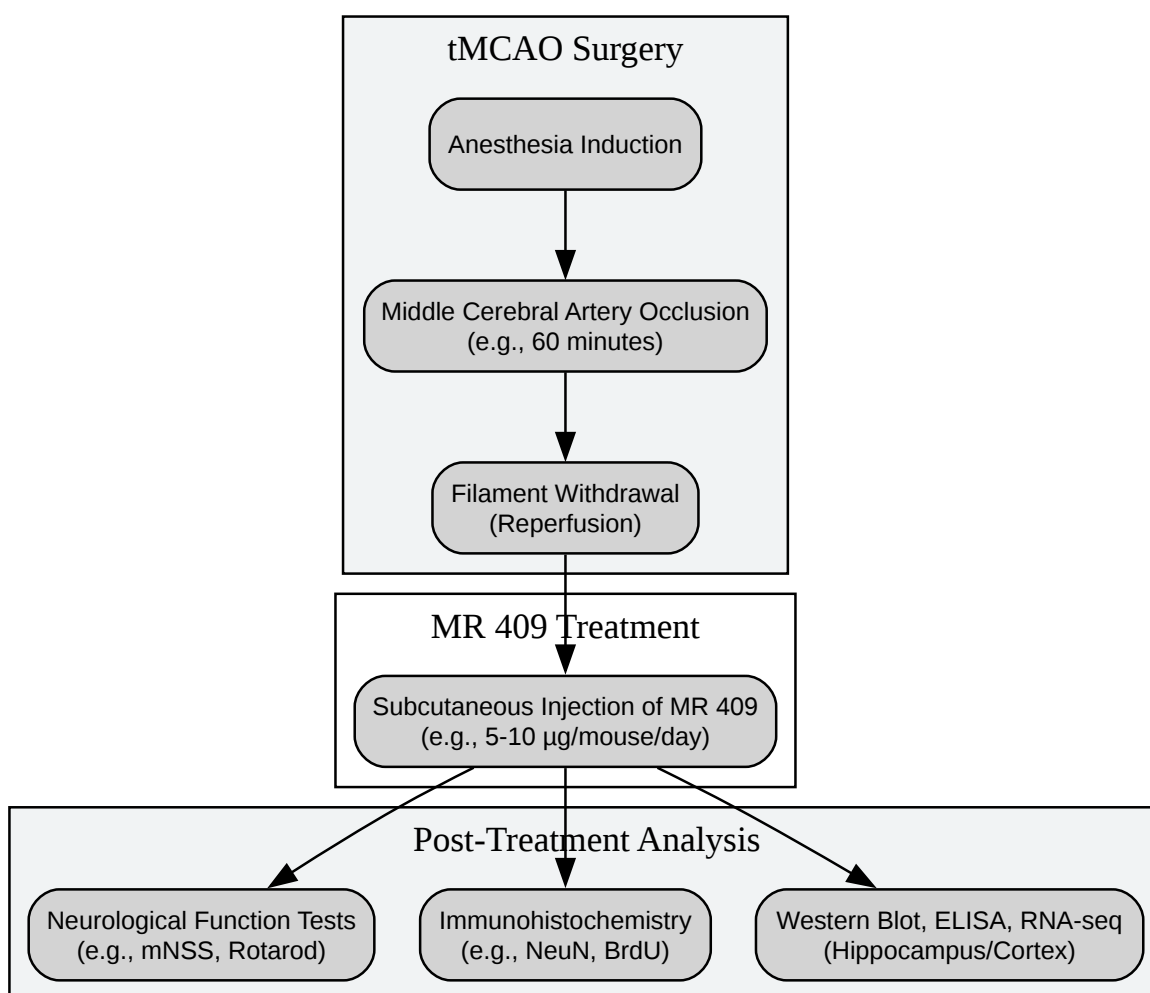 tMCAO Surgery
Anesthesia Induction
Middle Cerebral Artery Occlusion
(e.g., 60 minutes)
Filament Withdrawal
(Reperfusion)
MR 409 Treatment
Subcutaneous Injection of MR 409
(e.g., 5-10 µg/mouse/day)
Post-Treatment Analysis
Neurological Function Tests
(e.g., mNSS, Rotarod)
Immunohistochemistry
(e.g., NeuN, BrdU)
Western Blot, ELISA, RNA-seq
(Hippocampus/Cortex)